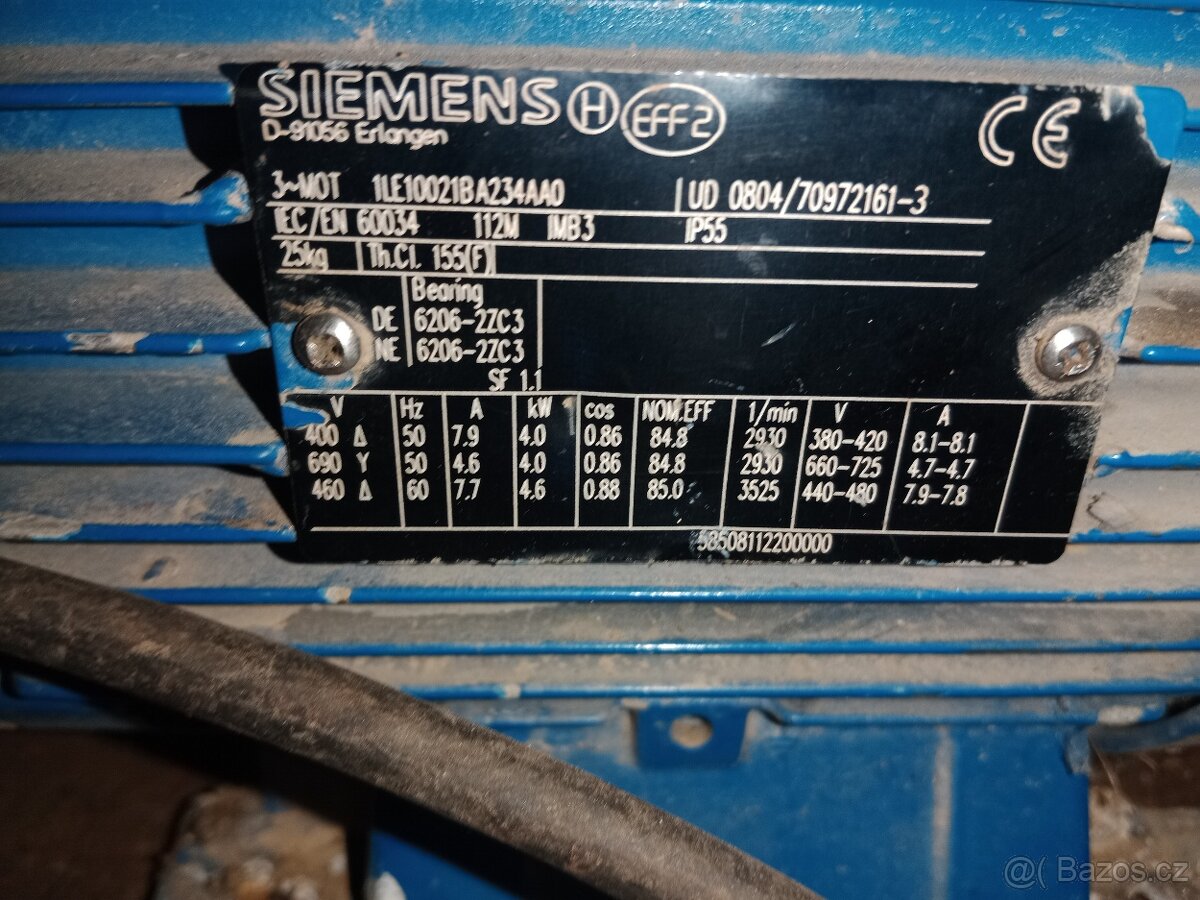 SIEMENS H EFF2 CE
D-91056 Erlangen
3~MOT 1LE10021BA234AA0 UD 0804/70972161-3
IEC/EN 60034 112M IMB3 IP55
25kg Th.Cl. 155(F)
Bearing
DE 6206-2ZC3
NE 6206-2ZC3
SF 1.1
V Hz A kW cos NOM.EFF 1/min V A
400 Δ 50 7.9 4.0 0.86 84.8 2930 380-420 8.1-8.1
690 Y 50 4.6 4.0 0.86 84.8 2930 660-725 4.7-4.7
460 Δ 60 7.7 4.6 0.88 85.0 3525 440-480 7.9-7.8
58508112200000
Bazos.cz